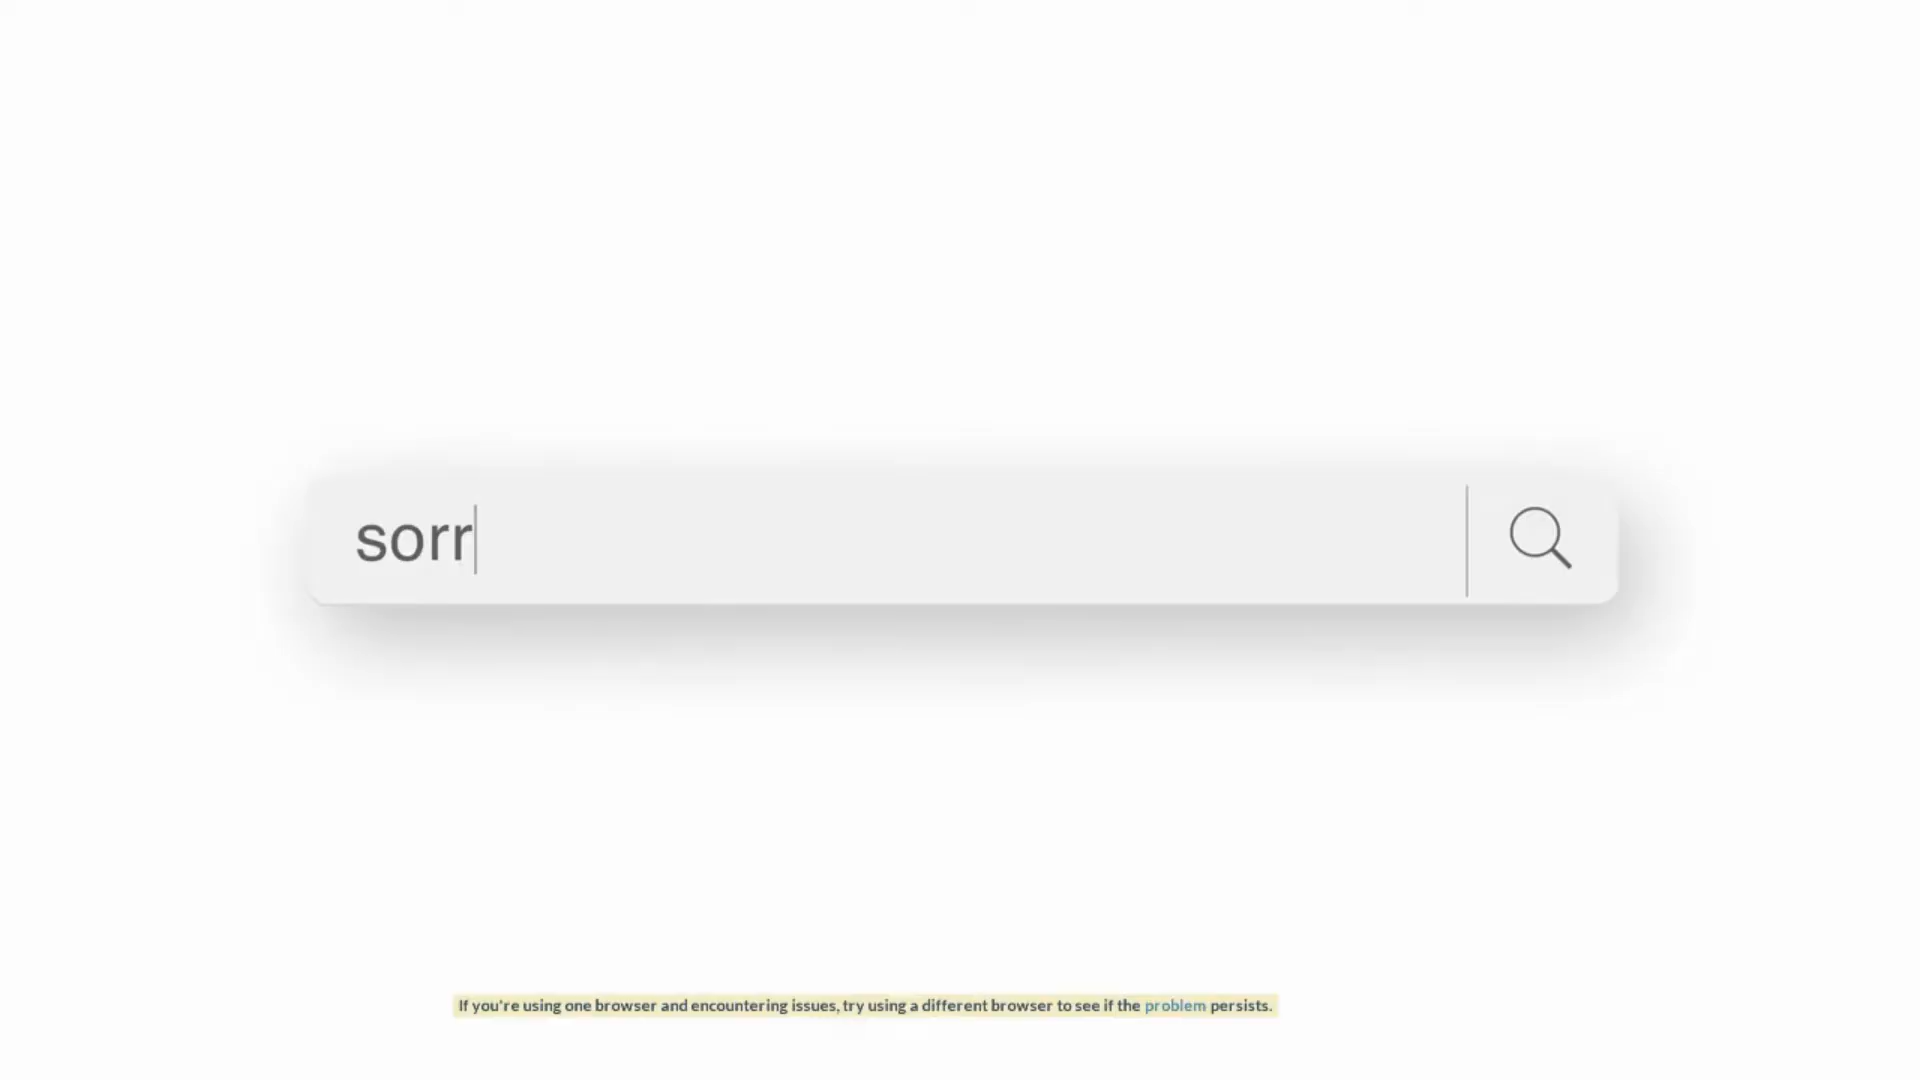 sorr
If you're using one browser and encountering issues, try using a different browser to see if the problem persists.